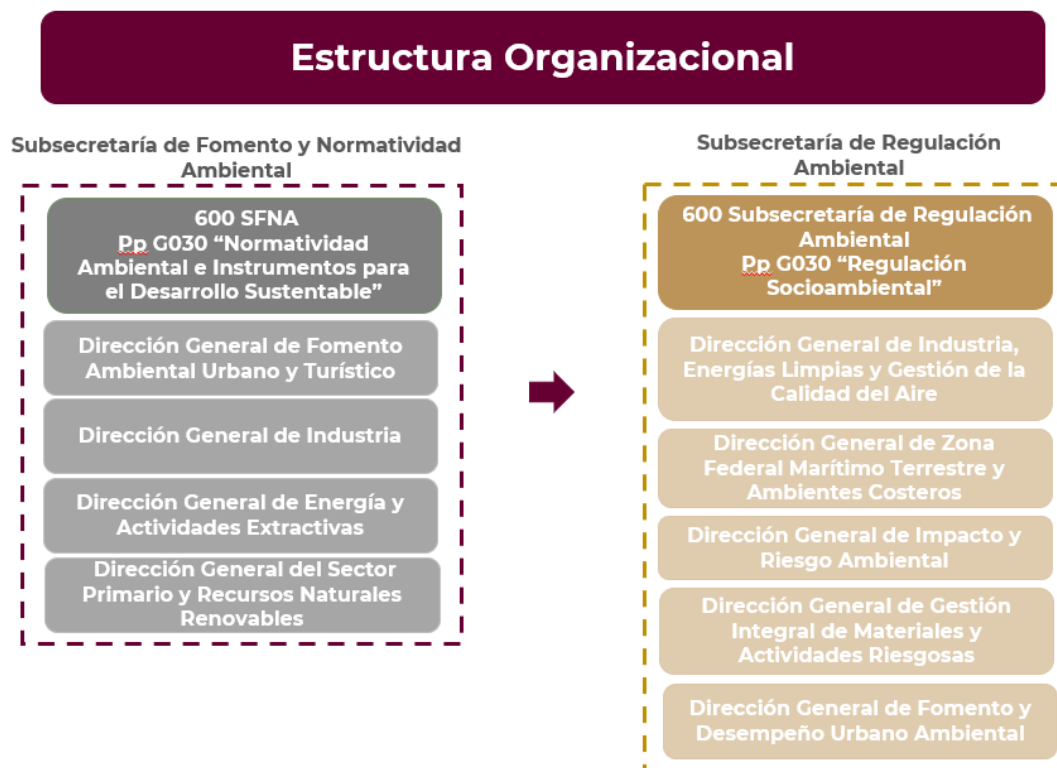 Estructura Organizacional
Subsecretaría de Fomento y Normatividad
Ambiental
600 SFNA
Pp G030 “Normatividad
Ambiental e Instrumentos para
el Desarrollo Sustentable”
Dirección General de Fomento
Ambiental Urbano y Turístico
Dirección General de Industria
Dirección General de Energía y
Actividades Extractivas
Dirección General del Sector
Primario y Recursos Naturales
Renovables
Subsecretaría de Regulación
Ambiental
600 Subsecretaría de Regulación
Ambiental
Pp G030 “Regulación
Socioambiental”
Dirección General de Industria,
Energías Limpias y Gestión de la
Calidad del Aire
Dirección General de Zona
Federal Marítimo Terrestre y
Ambientes Costeros
Dirección General de Impacto y
Riesgo Ambiental
Dirección General de Gestión
Integral de Materiales y
Actividades Riesgosas
Dirección General de Fomento y
Desempeño Urbano Ambiental